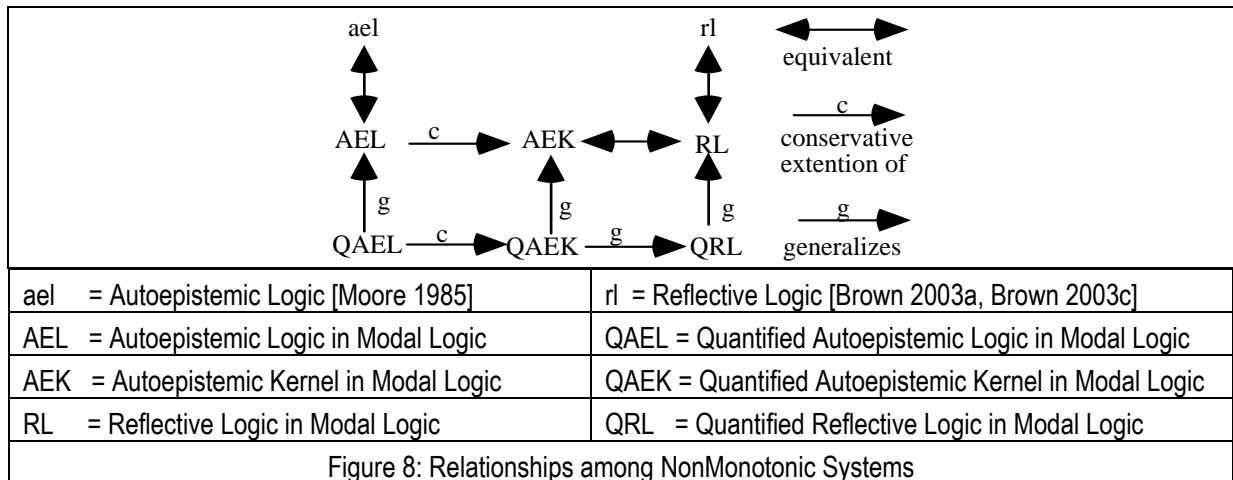 ael rl
equivalent
c
AEL c AEK RL conservative
extention of
g g g g
QAEL c QAEK g QRL generalizes
ael = Autoepistemic Logic [Moore 1985] rl = Reflective Logic [Brown 2003a, Brown 2003c]
AEL = Autoepistemic Logic in Modal Logic QAEL = Quantified Autoepistemic Logic in Modal Logic
AEK = Autoepistemic Kernel in Modal Logic QAEK = Quantified Autoepistemic Kernel in Modal Logic
RL = Reflective Logic in Modal Logic QRL = Quantified Reflective Logic in Modal Logic
Figure 8: Relationships among NonMonotonic Systems